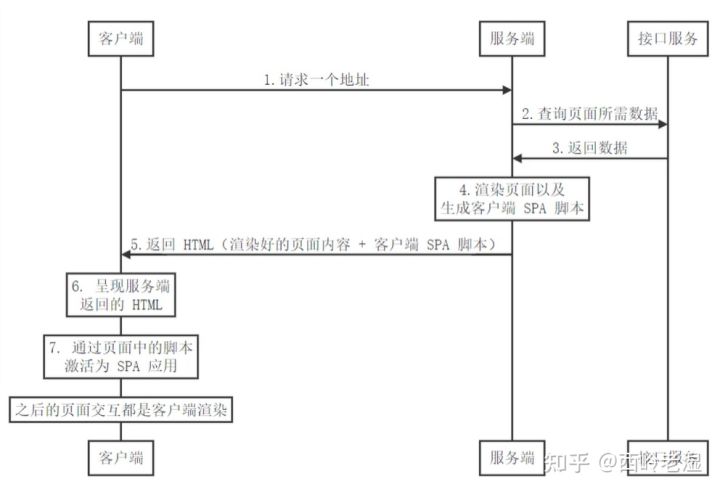 客户端
服务端
接口服务
1.请求一个地址
2.查询页面所需数据
3.返回数据
4.渲染页面以及
生成客户端 SPA 脚本
5.返回 HTML（渲染好的页面内容 + 客户端 SPA 脚本）
6. 呈现服务端
返回的 HTML
7. 通过页面中的脚本
激活为 SPA 应用
之后的页面交互都是客户端渲染
客户端
服务端
接口服务
知乎 @西岭老湿